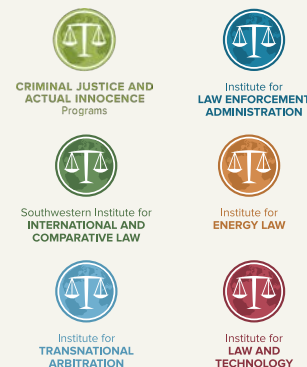 CRIMINAL JUSTICE AND
ACTUAL INNOCENCE
Programs
Institute for
LAW ENFORCEMENT
ADMINISTRATION
Southwestern Institute for
INTERNATIONAL AND
COMPARATIVE LAW
Institute for
ENERGY LAW
Institute for
TRANSNATIONAL
ARBITRATION
Institute for
LAW AND
TECHNOLOGY